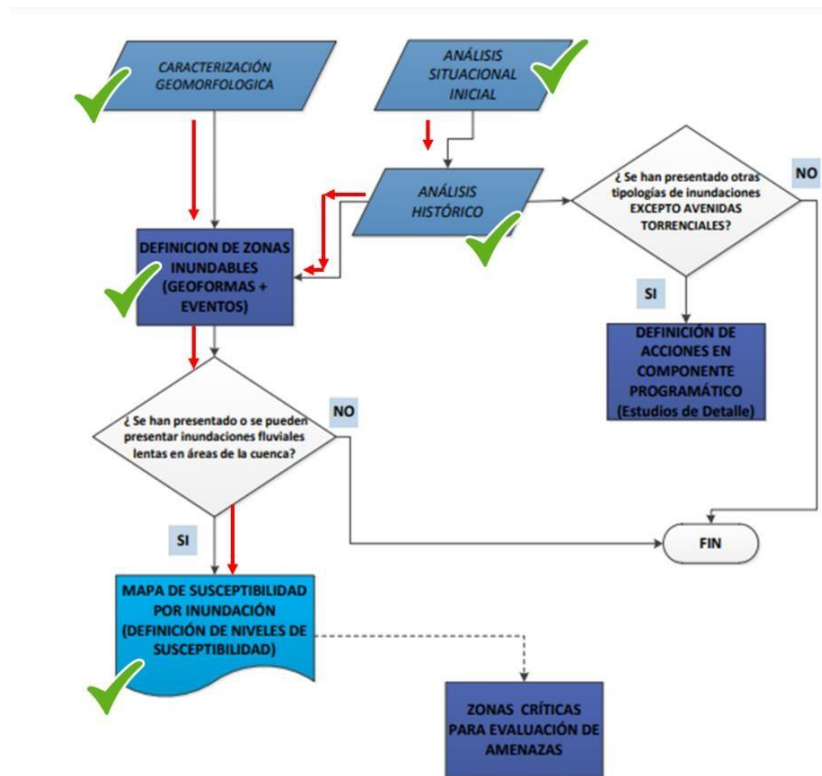 CARACTERIZACIÓN
GEOMORFOLOGICA
ANÁLISIS
SITUACIONAL
INICIAL
ANÁLISIS
HISTÓRICO
¿ Se han presentado otras
tipologías de inundaciones
EXCEPTO AVENIDAS
TORRENCIALES?
NO
DEFINICION DE ZONAS
INUNDABLES
(GEOFORMAS +
EVENTOS)
SI
DEFINICIÓN DE
ACCIONES EN
COMPONENTE
PROGRAMÁTICO
(Estudios de Detalle)
¿ Se han presentado o se pueden
presentar inundaciones fluviales
lentas en áreas de la cuenca?
NO
SI
FIN
MAPA DE SUSCEPTIBILIDAD
POR INUNDACIÓN
(DEFINICIÓN DE NIVELES DE
SUSCEPTIBILIDAD)
ZONAS CRÍTICAS
PARA EVALUACIÓN DE
AMENAZAS